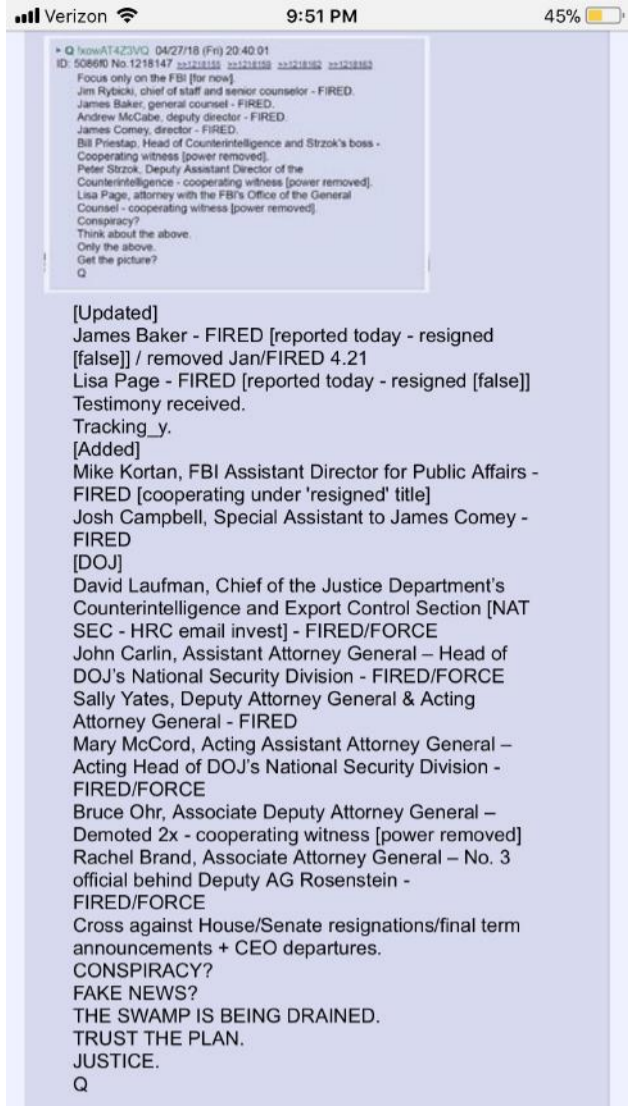 Verizon 9:51 PM 45%
Q !xowAT4Z3VQ 04/27/18 (Fri) 20:40:01
ID: 5086f0 No.1218147 >>1218155 >>1218159 >>1218162 >>1218163
Focus only on the FBI [for now].
Jim Rybicki, chief of staff and senior counselor - FIRED.
James Baker, general counsel - FIRED.
Andrew McCabe, deputy director - FIRED.
James Comey, director - FIRED.
Bill Priestap, Head of Counterintelligence and Strzok's boss -
Cooperating witness [power removed].
Peter Strzok, Deputy Assistant Director of the
Counterintelligence - cooperating witness [power removed].
Lisa Page, attorney with the FBI's Office of the General
Counsel - cooperating witness [power removed].
Conspiracy?
Think about the above.
Only the above.
Get the picture?
Q
[Updated]
James Baker - FIRED [reported today - resigned
[false]] / removed Jan/FIRED 4.21
Lisa Page - FIRED [reported today - resigned [false]]
Testimony received.
Tracking_y.
[Added]
Mike Kortan, FBI Assistant Director for Public Affairs -
FIRED [cooperating under 'resigned' title]
Josh Campbell, Special Assistant to James Comey -
FIRED
[DOJ]
David Laufman, Chief of the Justice Department's
Counterintelligence and Export Control Section [NAT
SEC - HRC email invest] - FIRED/FORCE
John Carlin, Assistant Attorney General – Head of
DOJ's National Security Division - FIRED/FORCE
Sally Yates, Deputy Attorney General & Acting
Attorney General - FIRED
Mary McCord, Acting Assistant Attorney General –
Acting Head of DOJ's National Security Division -
FIRED/FORCE
Bruce Ohr, Associate Deputy Attorney General –
Demoted 2x - cooperating witness [power removed]
Rachel Brand, Associate Attorney General – No. 3
official behind Deputy AG Rosenstein -
FIRED/FORCE
Cross against House/Senate resignations/final term
announcements + CEO departures.
CONSPIRACY?
FAKE NEWS?
THE SWAMP IS BEING DRAINED.
TRUST THE PLAN.
JUSTICE.
Q